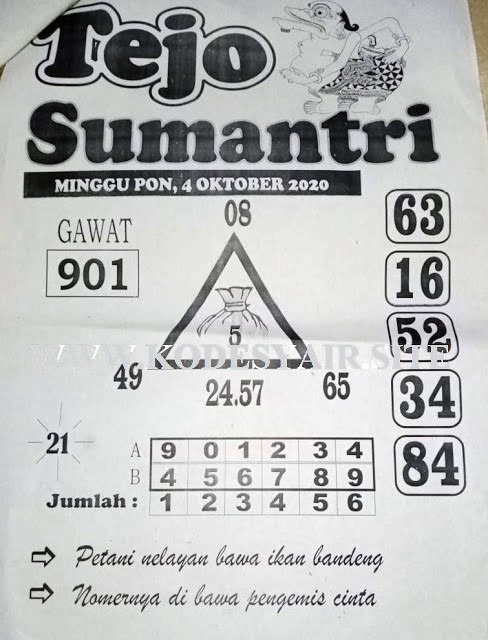 Tejo
Sumantri
MINGGU PON, 4 OKTOBER 2020
08
63
GAWAT
901
16
5
52
WWW.KODESYAIR.SITE
49
24.57
65
34
21
A 9 0 1 2 3 4
B 4 5 6 7 8 9
84
Jumlah : 1 2 3 4 5 6
⇨ Petani nelayan bawa ikan bandeng
⇨ Nomernya di bawa pengemis cinta